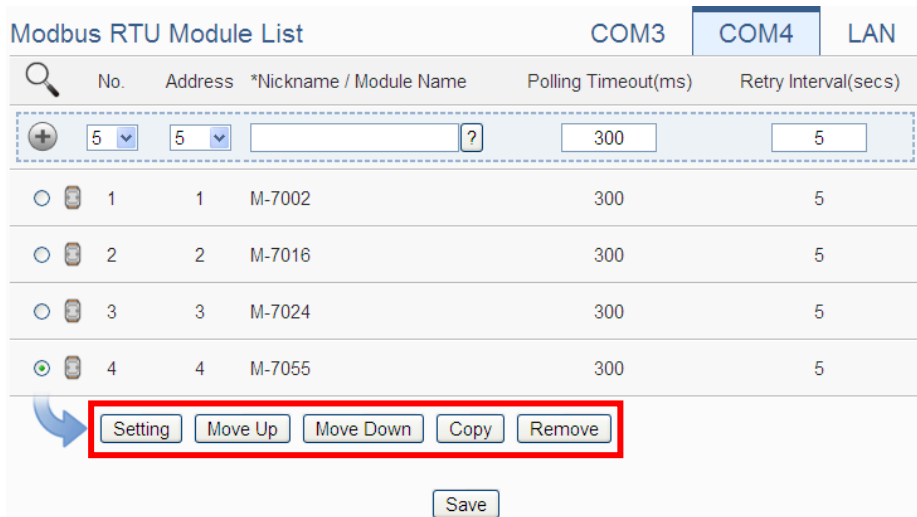 Modbus RTU Module List COM3 COM4 LAN
No. Address *Nickname / Module Name Polling Timeout(ms) Retry Interval(secs)
5 5 ? 300 5
1 1 M-7002 300 5
2 2 M-7016 300 5
3 3 M-7024 300 5
4 4 M-7055 300 5
Setting Move Up Move Down Copy Remove
Save